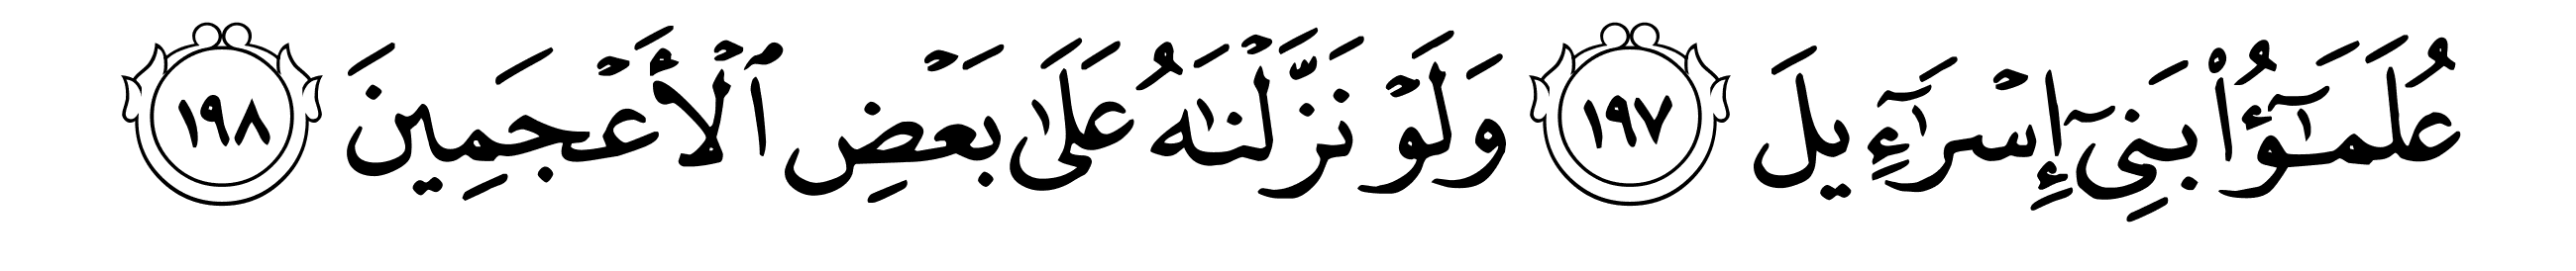 عُلَمَـٰٓؤُا۟ بَنِىٓ إِسْرَٰٓءِيلَ ١٩٧ وَلَوْ نَزَّلْنَـٰهُ عَلَىٰ بَعْضِ ٱلْأَعْجَمِينَ ١٩٨